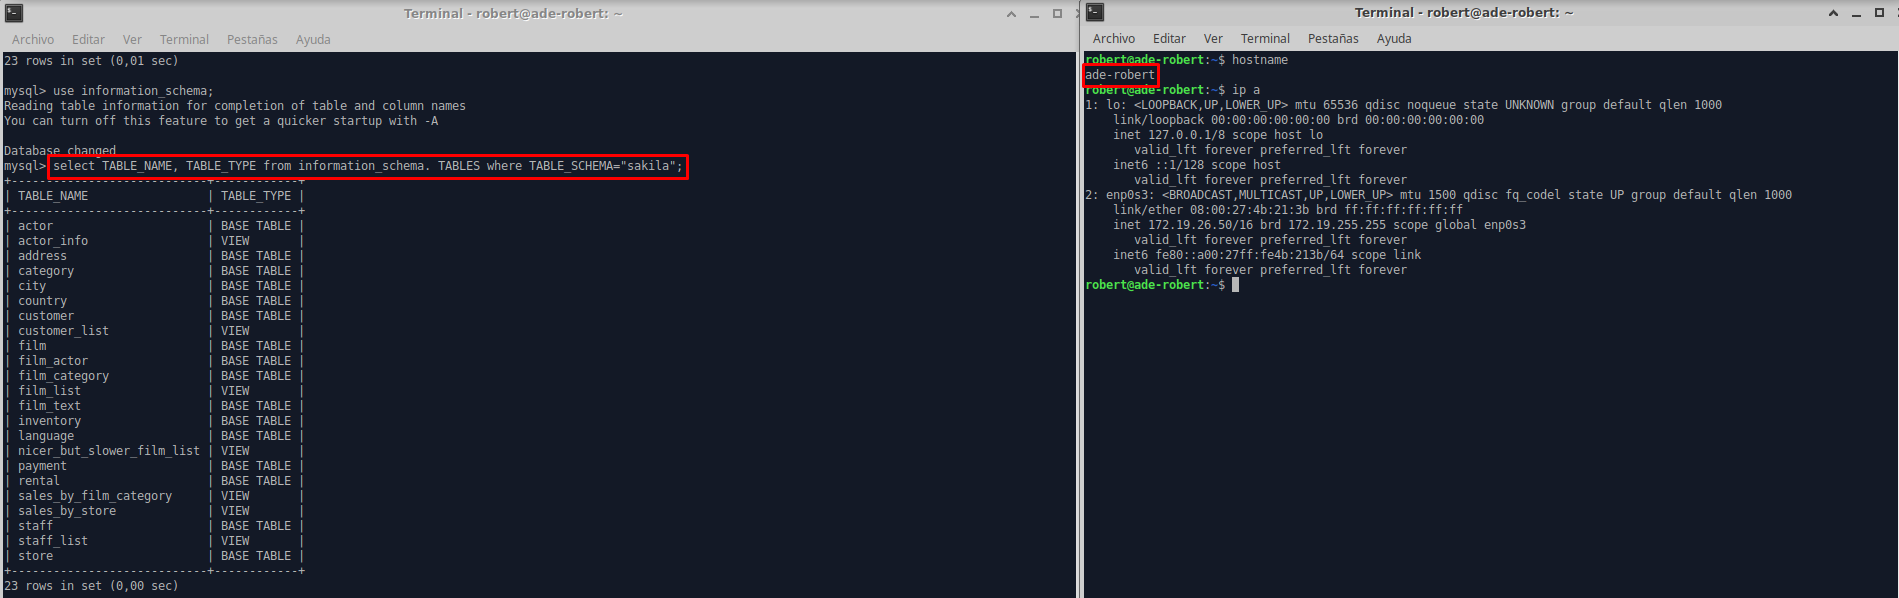 Terminal - robert@ade-robert: ~
Archivo Editar Ver Terminal Pestañas Ayuda
23 rows in set (0,01 sec)
mysql> use information_schema;
Reading table information for completion of table and column names
You can turn off this feature to get a quicker startup with -A
Database changed
mysql> select TABLE_NAME, TABLE_TYPE from information_schema. TABLES where TABLE_SCHEMA="sakila";
+----------------------------+------------+
| TABLE_NAME | TABLE_TYPE |
+----------------------------+------------+
| actor | BASE TABLE |
| actor_info | VIEW |
| address | BASE TABLE |
| category | BASE TABLE |
| city | BASE TABLE |
| country | BASE TABLE |
| customer | BASE TABLE |
| customer_list | VIEW |
| film | BASE TABLE |
| film_actor | BASE TABLE |
| film_category | BASE TABLE |
| film_list | VIEW |
| film_text | BASE TABLE |
| inventory | BASE TABLE |
| language | BASE TABLE |
| nicer_but_slower_film_list | VIEW |
| payment | BASE TABLE |
| rental | BASE TABLE |
| sales_by_film_category | VIEW |
| sales_by_store | VIEW |
| staff | BASE TABLE |
| staff_list | VIEW |
| store | BASE TABLE |
+----------------------------+------------+
23 rows in set (0,00 sec)
Terminal - robert@ade-robert: ~
Archivo Editar Ver Terminal Pestañas Ayuda
robert@ade-robert:~$ hostname
ade-robert
robert@ade-robert:~$ ip a
1: lo: <LOOPBACK,UP,LOWER_UP> mtu 65536 qdisc noqueue state UNKNOWN group default qlen 1000
link/loopback 00:00:00:00:00:00 brd 00:00:00:00:00:00
inet 127.0.0.1/8 scope host lo
valid_lft forever preferred_lft forever
inet6 ::1/128 scope host
valid_lft forever preferred_lft forever
2: enp0s3: <BROADCAST,MULTICAST,UP,LOWER_UP> mtu 1500 qdisc fq_codel state UP group default qlen 1000
link/ether 08:00:27:4b:21:3b brd ff:ff:ff:ff:ff:ff
inet 172.19.26.50/16 brd 172.19.255.255 scope global enp0s3
valid_lft forever preferred_lft forever
inet6 fe80::a00:27ff:fe4b:213b/64 scope link
valid_lft forever preferred_lft forever
robert@ade-robert:~$